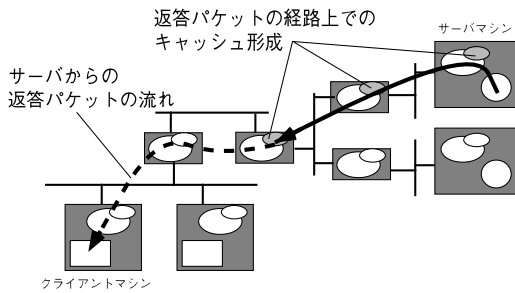 返答パケットの経路上での
キャッシュ形成
サーバマシン
サーバからの
返答パケットの流れ
クライアントマシン